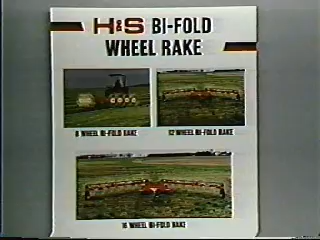 H&S BI-FOLD
WHEEL RAKE
8 WHEEL BI-FOLD RAKE
12 WHEEL BI-FOLD RAKE
16 WHEEL BI-FOLD RAKE